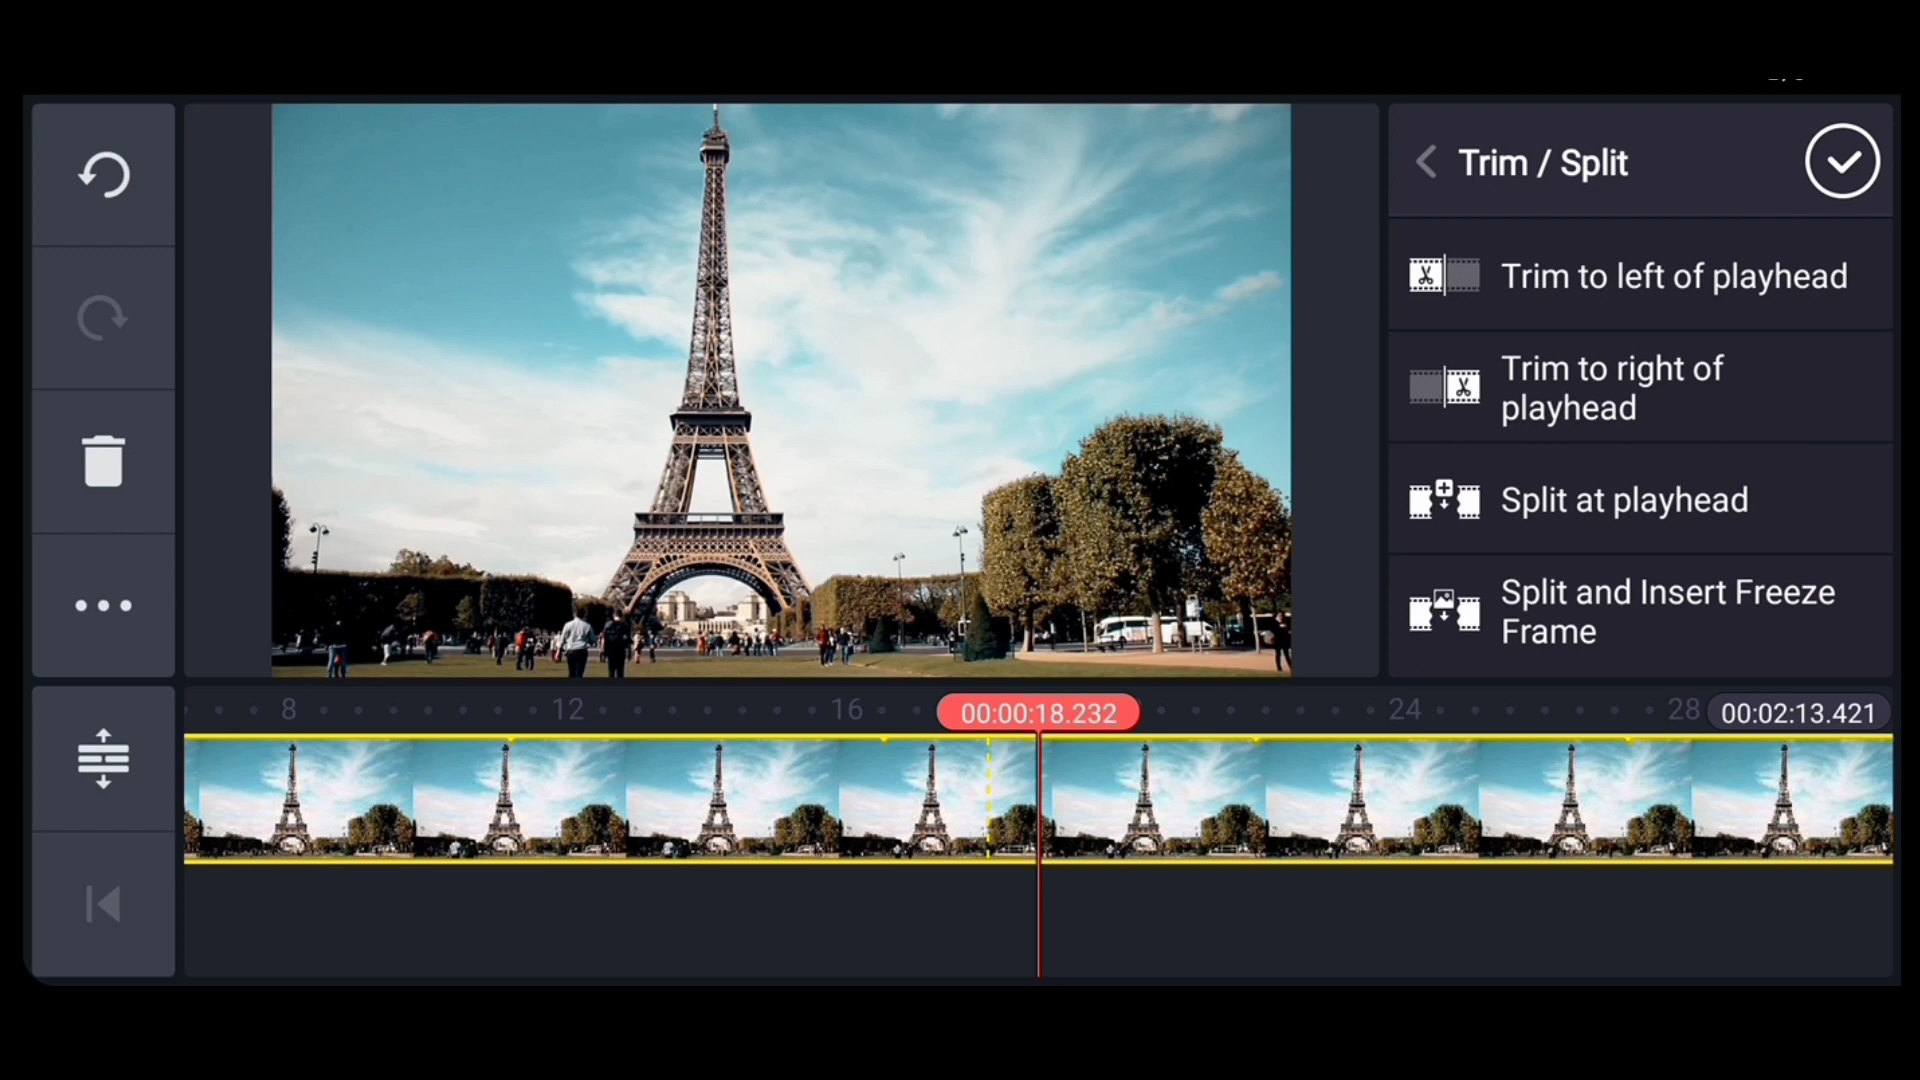 Trim / Split
Trim to left of playhead
Trim to right of
playhead
Split at playhead
Split and Insert Freeze
Frame
8 12 16 00:00:18.232 24 28 00:02:13.421